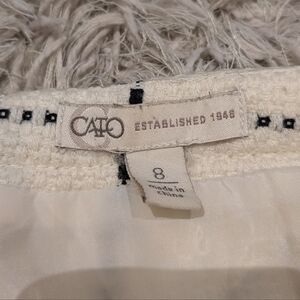 CATO
ESTABLISHED 1946
8
made in
china